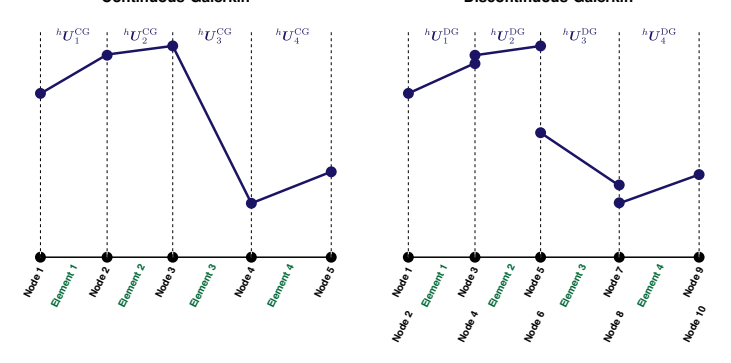 Continuous Galerkin
Discontinuous Galerkin
ʰU₁ᶜᴳ ʰU₂ᶜᴳ ʰU₃ᶜᴳ ʰU₄ᶜᴳ
ʰU₁ᴰᴳ ʰU₂ᴰᴳ ʰU₃ᴰᴳ ʰU₄ᴰᴳ
Node 1 Element 1 Node 2 Element 2 Node 3 Element 3 Node 4 Element 4 Node 5
Node 1 Element 1 Node 3 Element 2 Node 5 Element 3 Node 7 Element 4 Node 9
Node 2 Node 4 Node 6 Node 8 Node 10